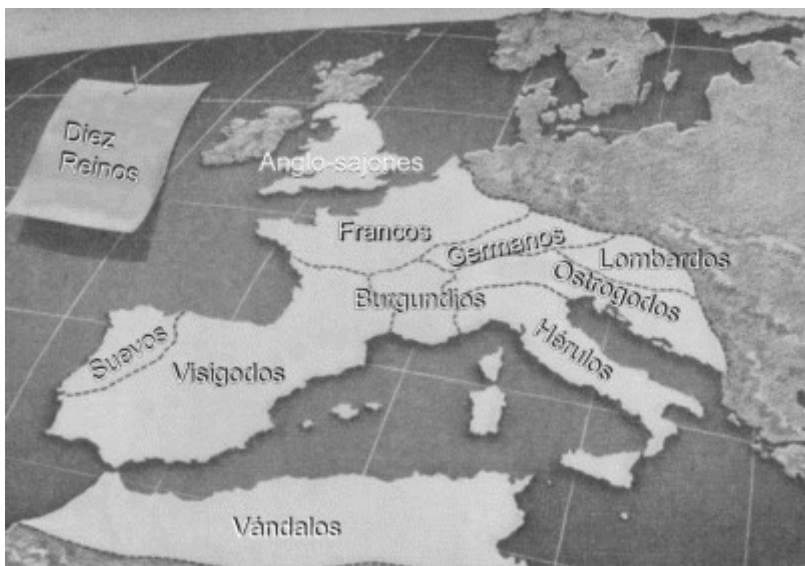 Diez
Reinos
Anglo-sajones
Francos
Germanos
Lombardos
Burgundios
Ostrogodos
Suevos
Visigodos
Hérulos
Vándalos